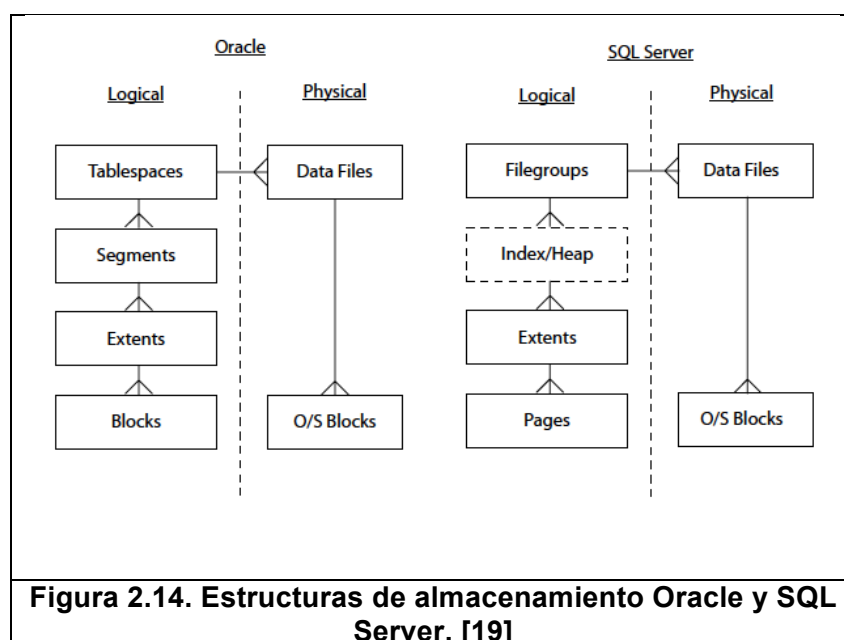 Oracle
Logical
Physical
Tablespaces
Data Files
Segments
Extents
Blocks
O/S Blocks
SQL Server
Logical
Physical
Filegroups
Data Files
Index/Heap
Extents
Pages
O/S Blocks
Figura 2.14. Estructuras de almacenamiento Oracle y SQL
Server. [19]